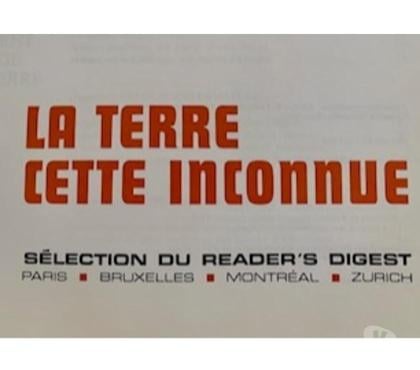 LA TERRE
CETTE INCONNUE
SÉLECTION DU READER'S DIGEST
PARIS ■ BRUXELLES ■ MONTRÉAL ■ ZURICH